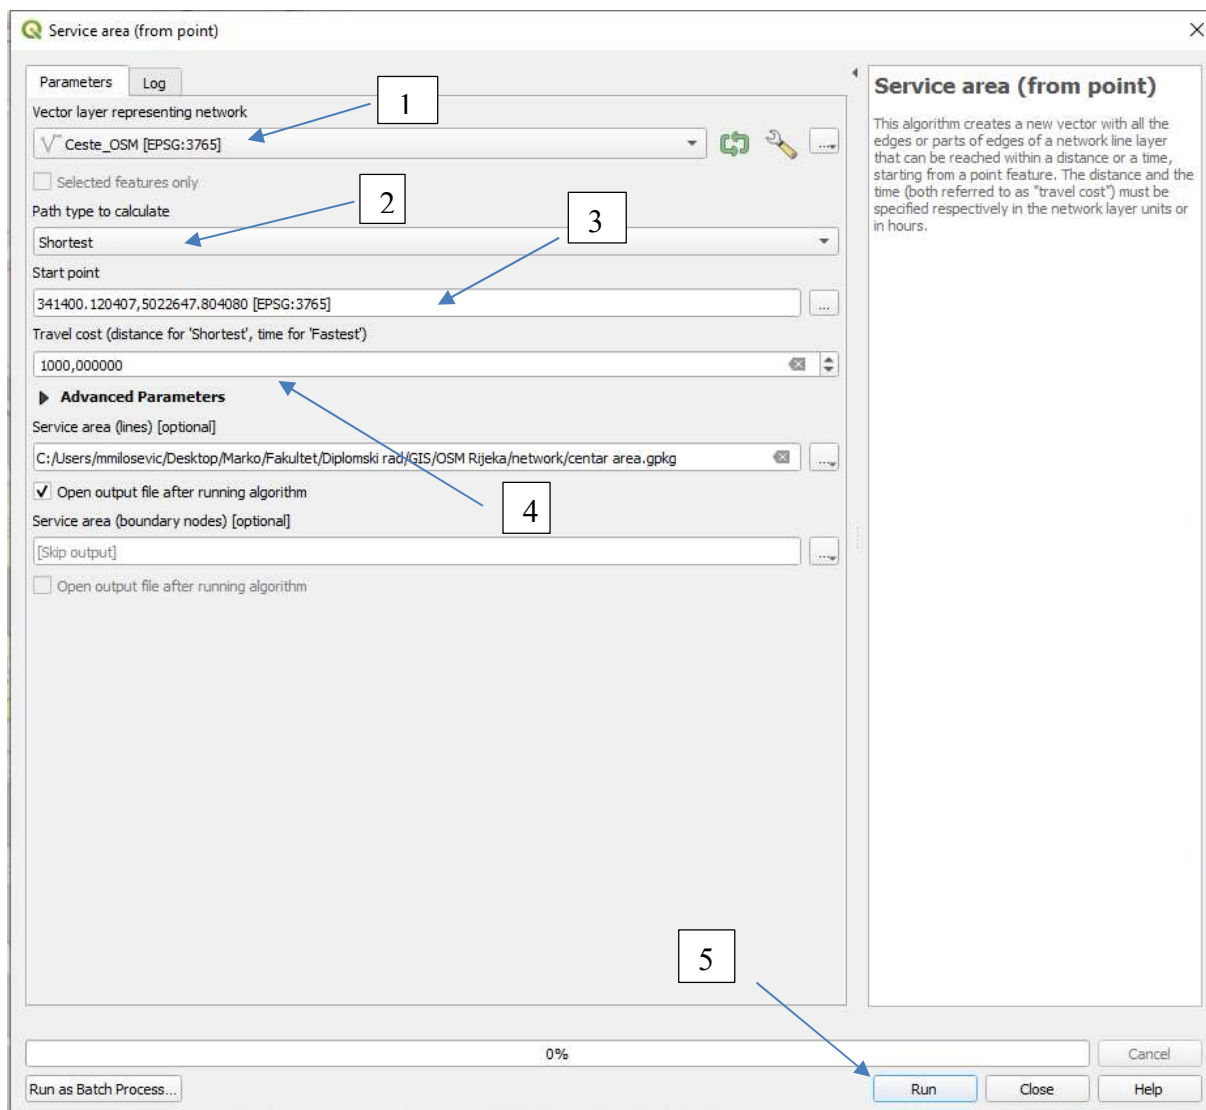 Service area (from point)
Parameters
Log
1
Vector layer representing network
Ceste_OSM [EPSG:3765]
...
Selected features only
2
Path type to calculate
3
Shortest
Start point
341400.120407,5022647.804080 [EPSG:3765]
...
Travel cost (distance for 'Shortest', time for 'Fastest')
1000,000000
Advanced Parameters
Service area (lines) [optional]
C:/Users/mmilosevic/Desktop/Marko/Fakultet/Diplomski rad/GIS/OSM Rijeka/network/centar area.gpkg
...
Open output file after running algorithm
4
Service area (boundary nodes) [optional]
[Skip output]
...
Open output file after running algorithm
Service area (from point)
This algorithm creates a new vector with all the
edges or parts of edges of a network line layer
that can be reached within a distance or a time,
starting from a point feature. The distance and the
time (both referred to as "travel cost") must be
specified respectively in the network layer units or
in hours.
5
0%
Cancel
Run as Batch Process...
Run
Close
Help